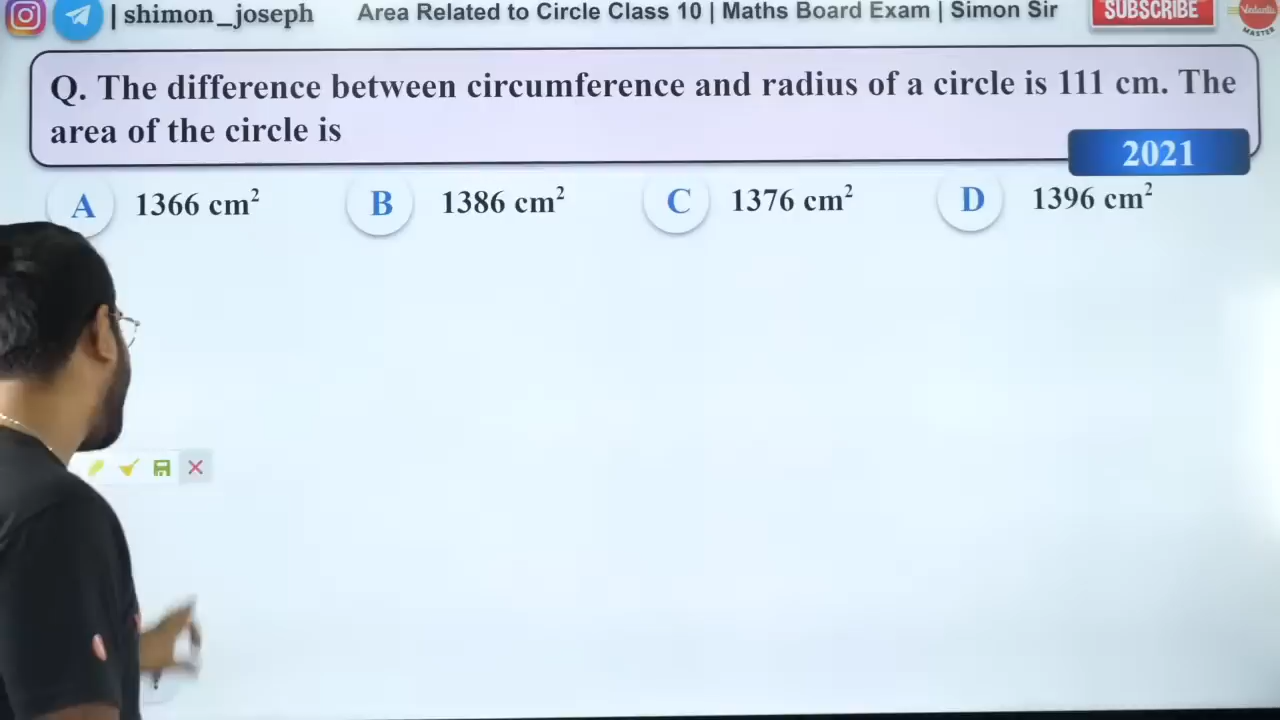 | shimon_joseph
Area Related to Circle Class 10 | Maths Board Exam | Simon Sir
SUBSCRIBE
Vedantu
MASTER
Q. The difference between circumference and radius of a circle is 111 cm. The
area of the circle is
2021
A 1366 cm² B 1386 cm² C 1376 cm² D 1396 cm²